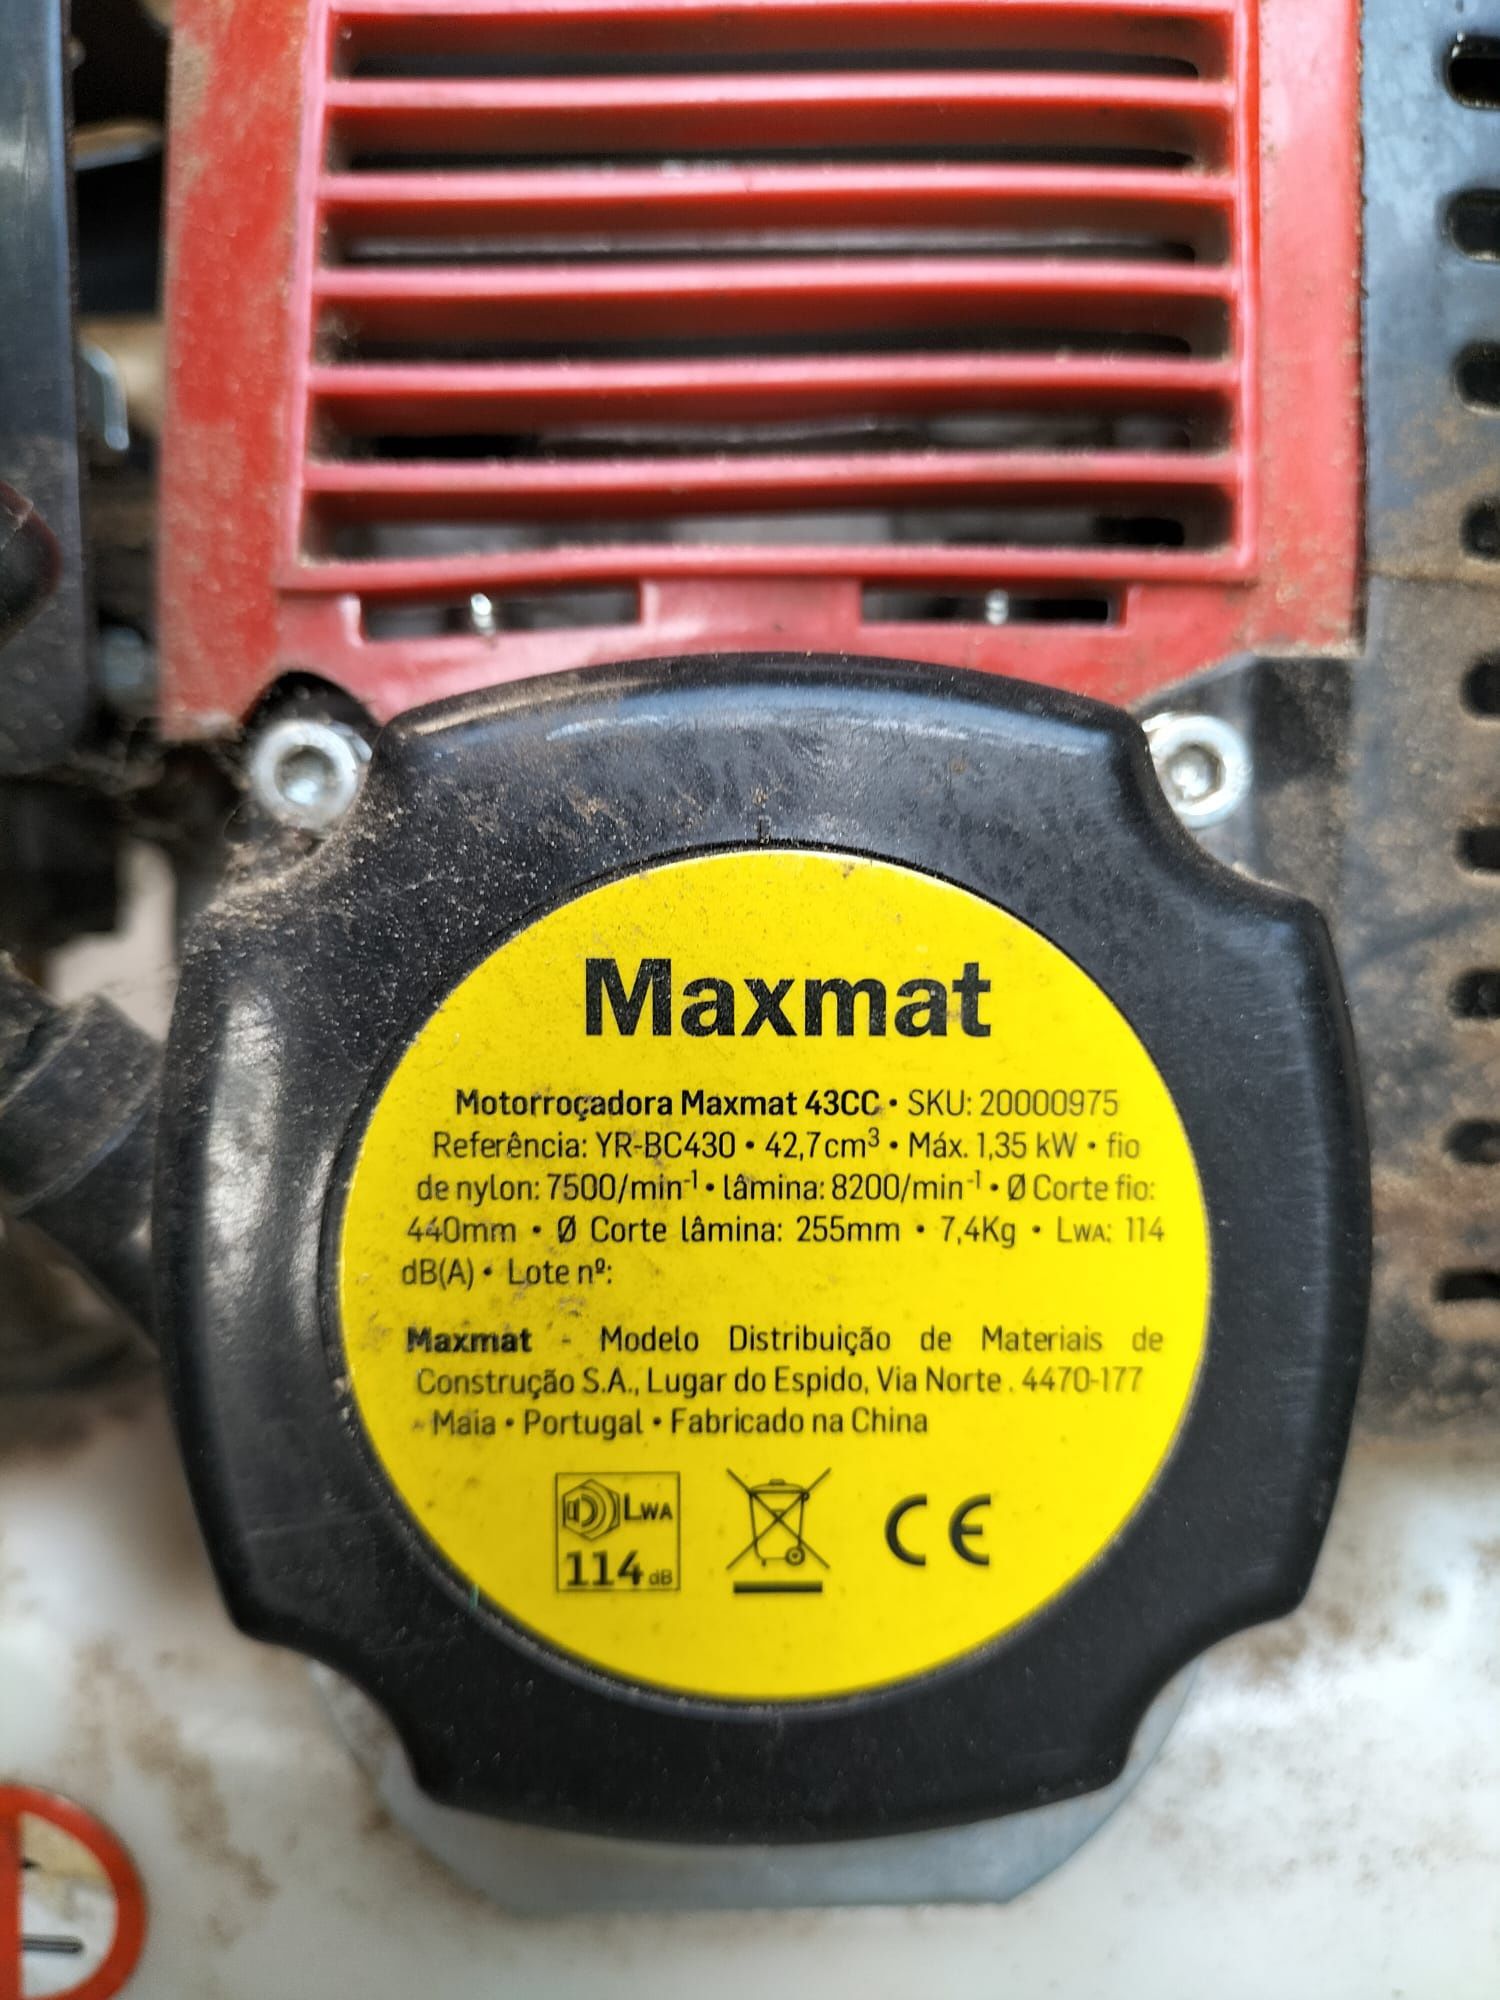 Maxmat
Motorroçadora Maxmat 43CC • SKU: 20000975
Referência: YR-BC430 • 42,7cm³ • Máx. 1,35 kW • fio
de nylon: 7500/min⁻¹ • lâmina: 8200/min⁻¹ • Ø Corte fio:
440mm • Ø Corte lâmina: 255mm • 7,4Kg • LWA: 114
dB(A) • Lote nº:
Maxmat - Modelo Distribuição de Materiais de
Construção S.A., Lugar do Espido, Via Norte . 4470-177
- Maia • Portugal • Fabricado na China
LWA
114 dB
CE